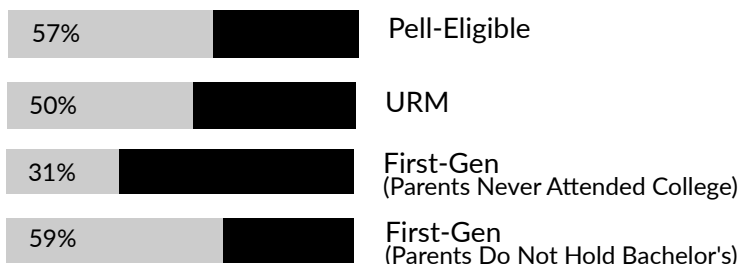 57% Pell-Eligible
50% URM
31% First-Gen
(Parents Never Attended College)
59% First-Gen
(Parents Do Not Hold Bachelor's)